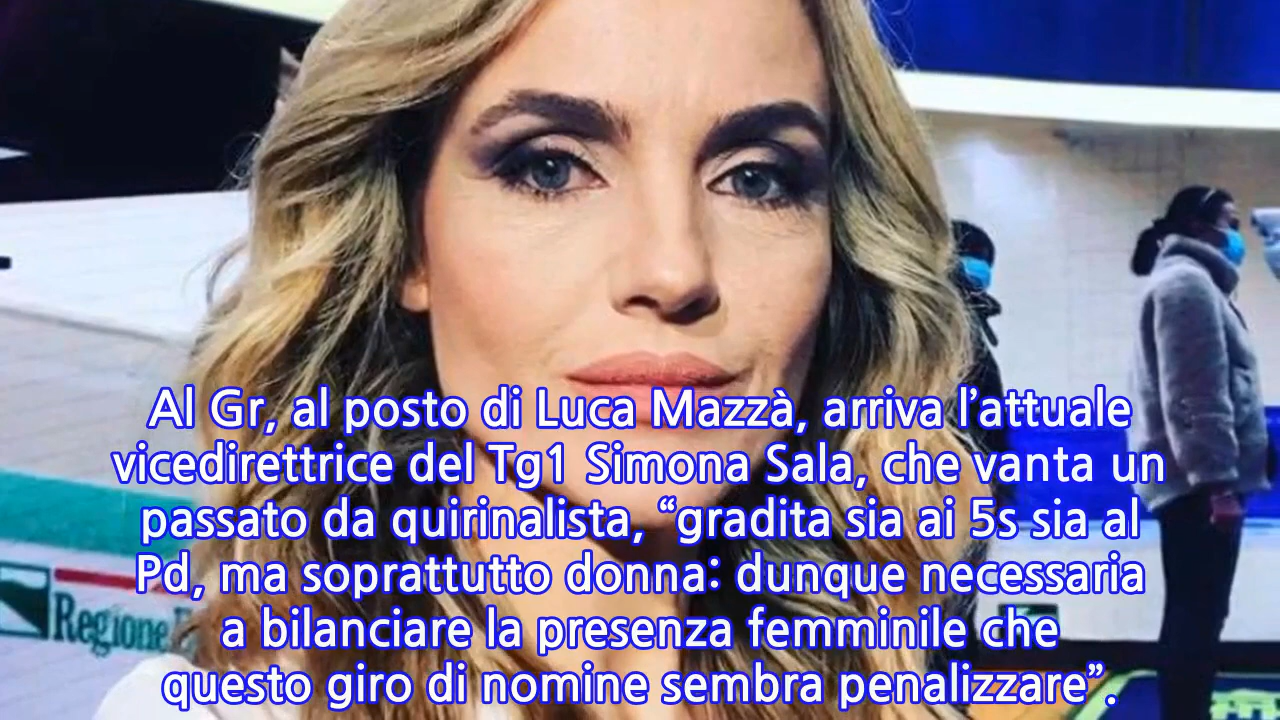 Al Gr, al posto di Luca Mazzà, arriva l’attuale
vicedirettrice del Tg1 Simona Sala, che vanta un
passato da quirinalista, “gradita sia ai 5s sia al
Pd, ma soprattutto donna: dunque necessaria
a bilanciare la presenza femminile che
questo giro di nomine sembra penalizzare”.
Regione